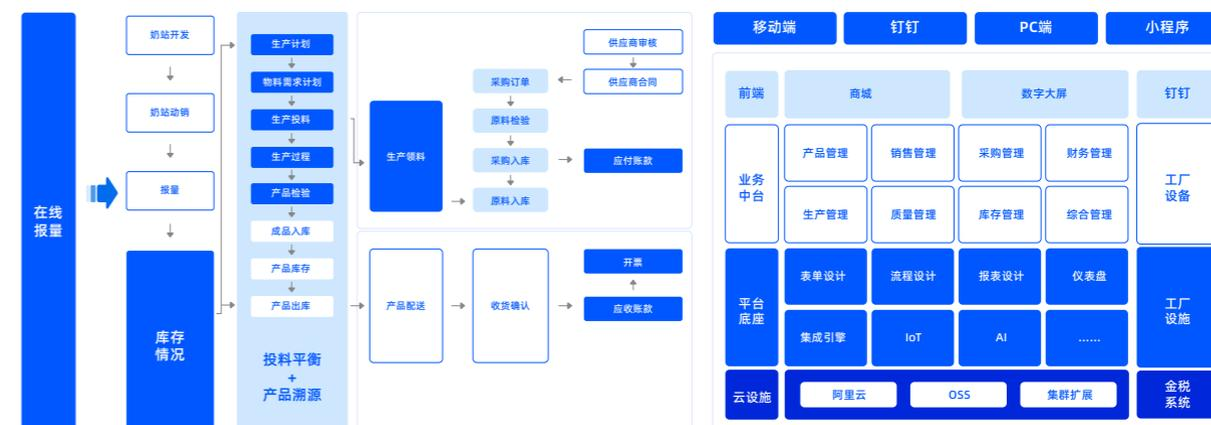 在线
报量
奶站开发
奶站动销
报量
库存
情况
生产计划
物料需求计划
生产投料
生产过程
产品检验
成品入库
产品库存
产品出库
投料平衡
+
产品溯源
生产领料
供应商审核
供应商合同
采购订单
原料检验
采购入库
应付账款
原料入库
产品配送
收货确认
开票
应收账款
移动端
钉钉
PC端
小程序
前端
商城
数字大屏
钉钉
业务
中台
产品管理
销售管理
采购管理
财务管理
生产管理
质量管理
库存管理
综合管理
工厂
设备
平台
底座
表单设计
流程设计
报表设计
仪表盘
集成引擎
IoT
AI
......
工厂
设施
云设施
阿里云
OSS
集群扩展
金税
系统